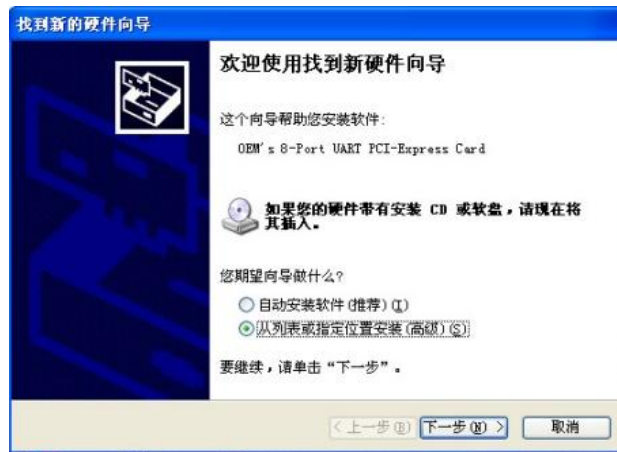 找到新的硬件向导
欢迎使用找到新硬件向导
这个向导帮助您安装软件:
OEM's 8-Port UART PCI-Express Card
如果您的硬件带有安装 CD 或软盘，请现在将
其插入。
您期望向导做什么?
自动安装软件(推荐)(I)
从列表或指定位置安装(高级)(S)
要继续，请单击“下一步”。
<上一步(B) 下一步(N)> 取消